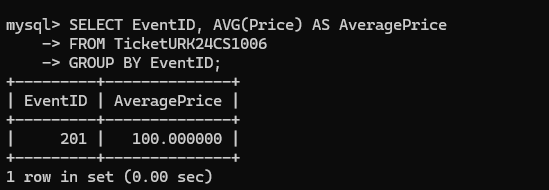 mysql> SELECT EventID, AVG(Price) AS AveragePrice
    -> FROM TicketURK24CS1006
    -> GROUP BY EventID;
+---------+--------------+
| EventID | AveragePrice |
+---------+--------------+
|     201 |   100.000000 |
+---------+--------------+
1 row in set (0.00 sec)